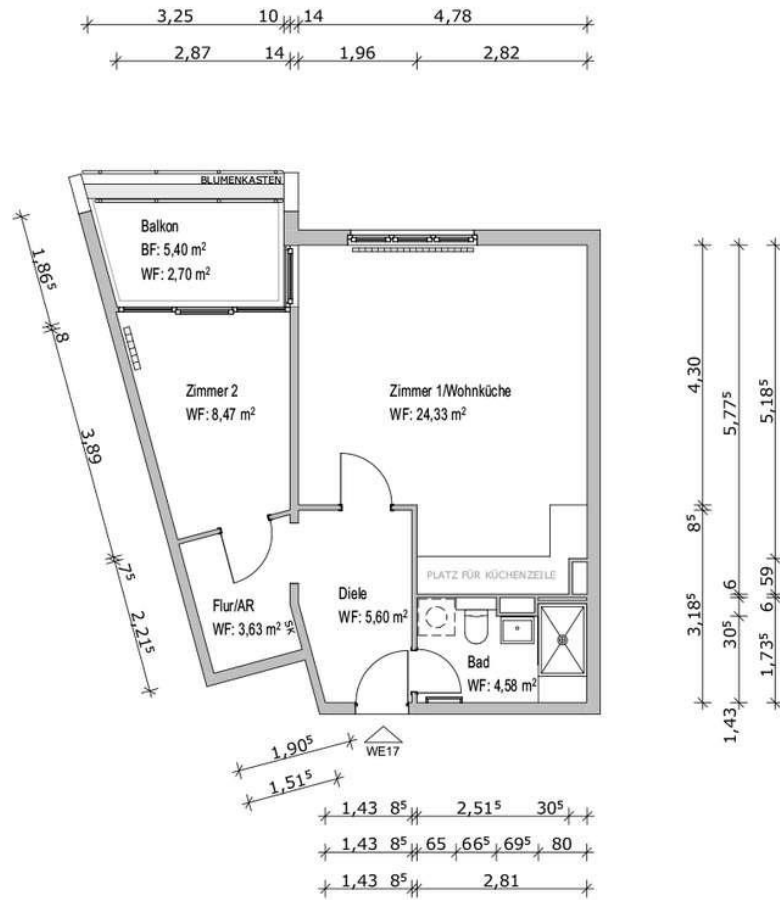 3,25 10 14 4,78
2,87 14 1,96 2,82
BLUMENKASTEN
Balkon
BF: 5,40 m²
WF: 2,70 m²
1,86⁵
8
3,89
7⁵
2,21⁵
Zimmer 2
WF: 8,47 m²
Zimmer 1/Wohnküche
WF: 24,33 m²
4,30
8⁵
3,18⁵
5,77⁵
6
30⁵
1,43
5,18⁵
59
6
1,73⁵
PLATZ FÜR KÜCHENZEILE
Flur/AR
WF: 3,63 m²
SK
Diele
WF: 5,60 m²
Bad
WF: 4,58 m²
WE17
1,90⁵
1,51⁵
1,43 8⁵ 2,51⁵ 30⁵
1,43 8⁵ 65 66⁵ 69⁵ 80
1,43 8⁵ 2,81